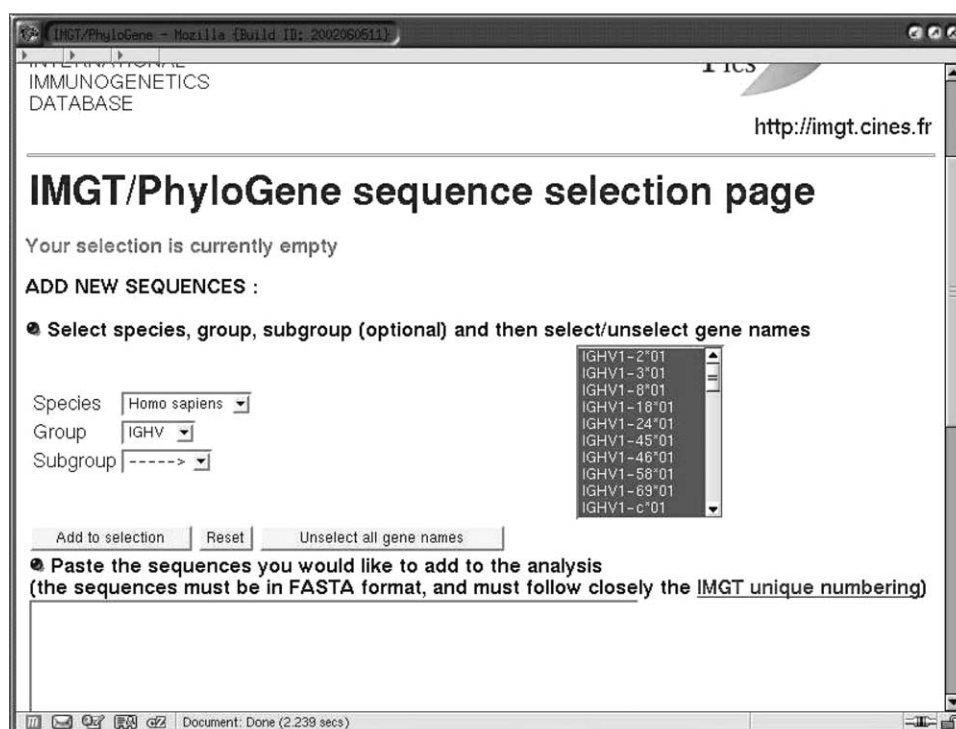 IMGT/PhyloGene - Mozilla {Build ID: 2002060511}
INTERNATIONAL
IMMUNOGENETICS
DATABASE
http://imgt.cines.fr
IMGT/PhyloGene sequence selection page
Your selection is currently empty
ADD NEW SEQUENCES :
Select species, group, subgroup (optional) and then select/unselect gene names
IGHV1-2*01
IGHV1-3*01
IGHV1-8*01
IGHV1-18*01
IGHV1-24*01
IGHV1-45*01
IGHV1-46*01
IGHV1-58*01
IGHV1-69*01
IGHV1-c*01
Species Homo sapiens
Group IGHV
Subgroup ----->
Add to selection Reset Unselect all gene names
Paste the sequences you would like to add to the analysis
(the sequences must be in FASTA format, and must follow closely the IMGT unique numbering)
Document: Done (2.239 secs)